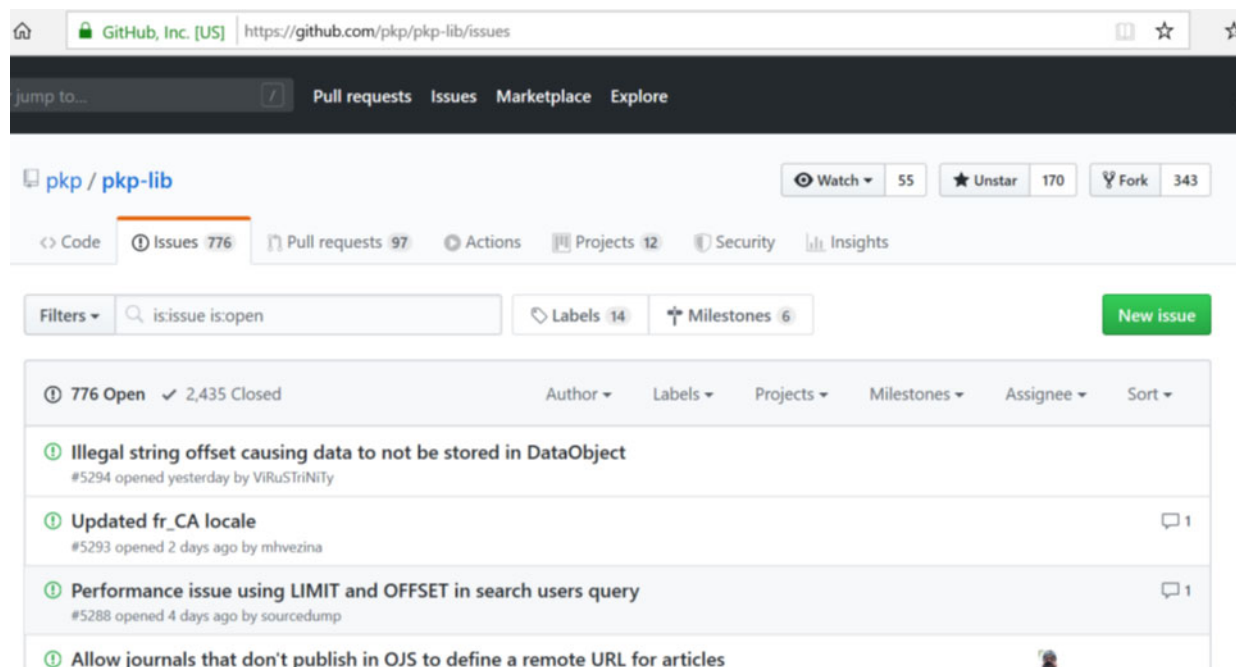 GitHub, Inc. [US] https://github.com/pkp/pkp-lib/issues
jump to... / Pull requests Issues Marketplace Explore
pkp / pkp-lib Watch 55 Unstar 170 Fork 343
Code Issues 776 Pull requests 97 Actions Projects 12 Security Insights
Filters is:issue is:open Labels 14 Milestones 6 New issue
776 Open 2,435 Closed Author Labels Projects Milestones Assignee Sort
Illegal string offset causing data to not be stored in DataObject
#5294 opened yesterday by ViRuSTriNiTy
Updated fr_CA locale 1
#5293 opened 2 days ago by mhvezina
Performance issue using LIMIT and OFFSET in search users query 1
#5288 opened 4 days ago by sourcedump
Allow journals that don't publish in OJS to define a remote URL for articles